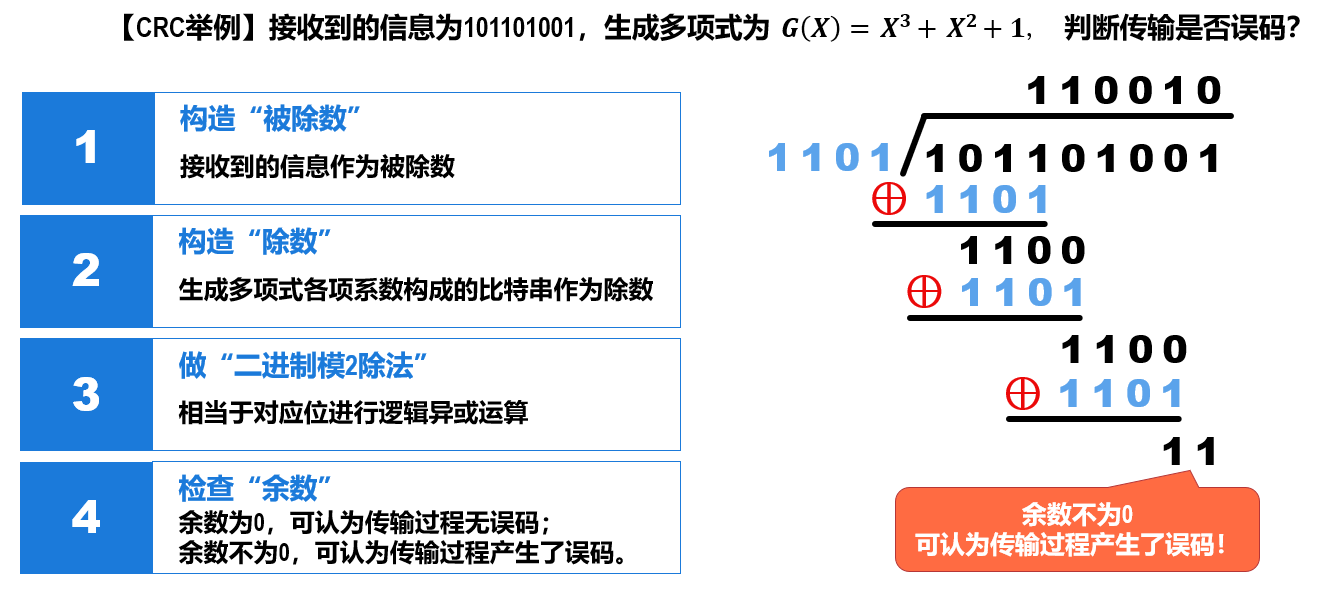 【CRC举例】接收到的信息为101101001，生成多项式为 G(X) = X³ + X² + 1， 判断传输是否误码？
1
构造“被除数”
接收到的信息作为被除数
2
构造“除数”
生成多项式各项系数构成的比特串作为除数
3
做“二进制模2除法”
相当于对应位进行逻辑异或运算
4
检查“余数”
余数为0，可认为传输过程无误码；
余数不为0，可认为传输过程产生了误码。
110010
1101 101101001
⊕ 1101
1100
⊕ 1101
1100
⊕ 1101
11
余数不为0
可认为传输过程产生了误码！